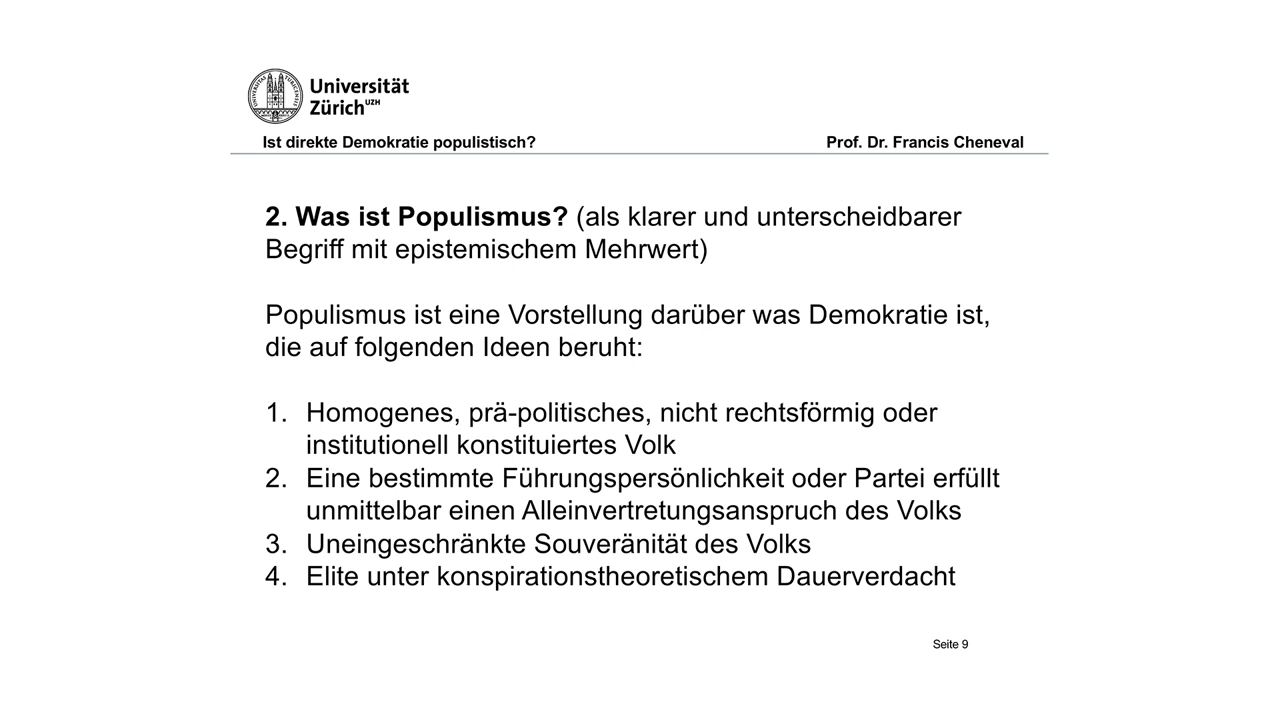 Universität
Zürich UZH
Ist direkte Demokratie populistisch? Prof. Dr. Francis Cheneval
2. Was ist Populismus? (als klarer und unterscheidbarer
Begriff mit epistemischem Mehrwert)
Populismus ist eine Vorstellung darüber was Demokratie ist,
die auf folgenden Ideen beruht:
1. Homogenes, prä-politisches, nicht rechtsförmig oder
institutionell konstituiertes Volk
2. Eine bestimmte Führungspersönlichkeit oder Partei erfüllt
unmittelbar einen Alleinvertretungsanspruch des Volks
3. Uneingeschränkte Souveränität des Volks
4. Elite unter konspirationstheoretischem Dauerverdacht
Seite 9